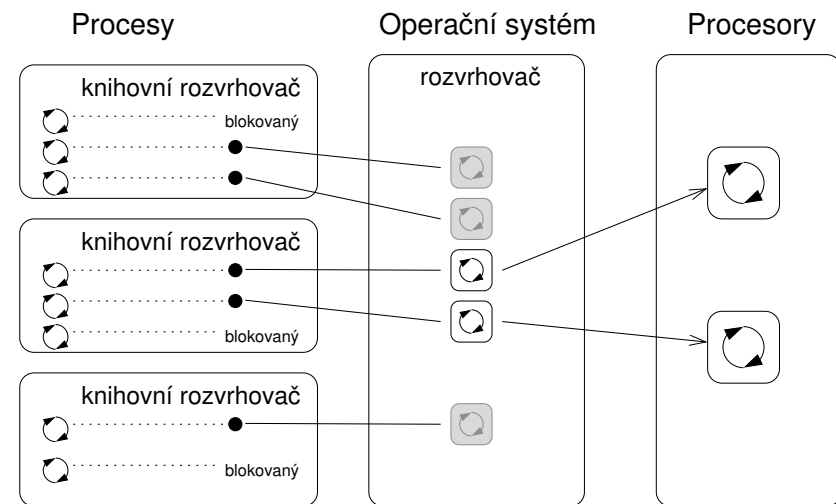 Procesy
Operační systém
Procesory
knihovní rozvrhovač
blokovaný
knihovní rozvrhovač
blokovaný
knihovní rozvrhovač
blokovaný
rozvrhovač